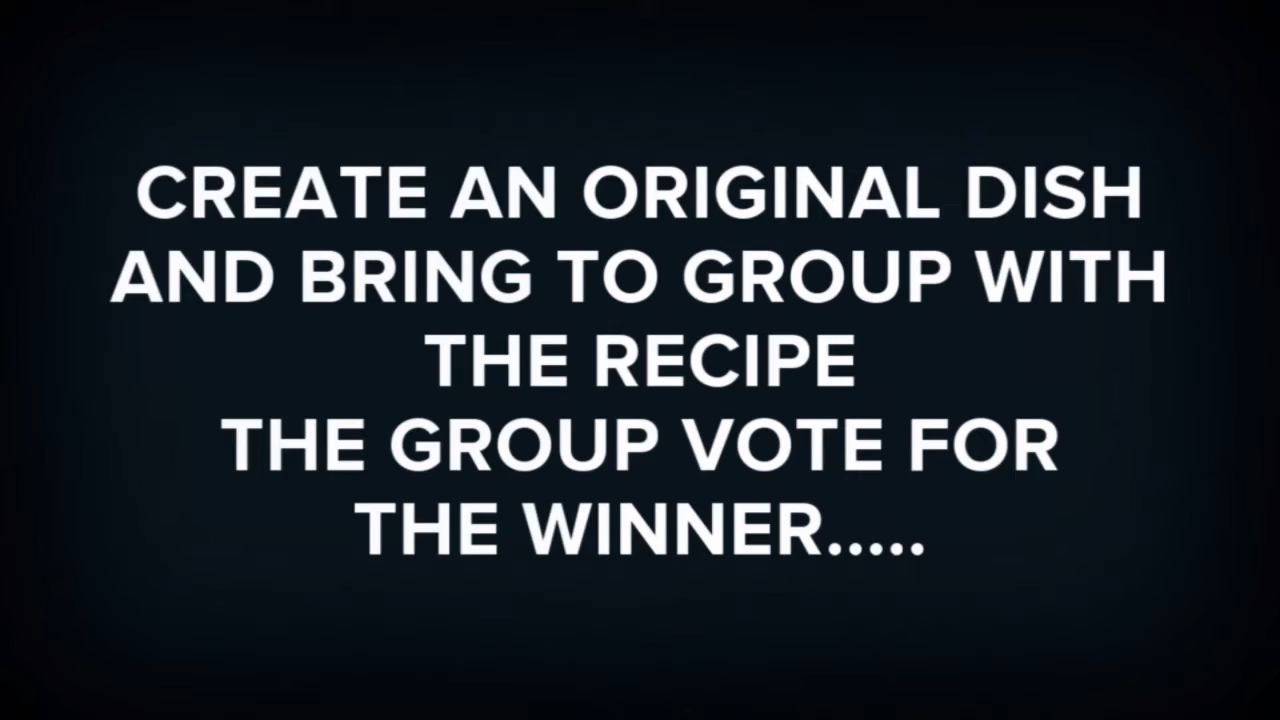 CREATE AN ORIGINAL DISH
AND BRING TO GROUP WITH
THE RECIPE
THE GROUP VOTE FOR
THE WINNER.....